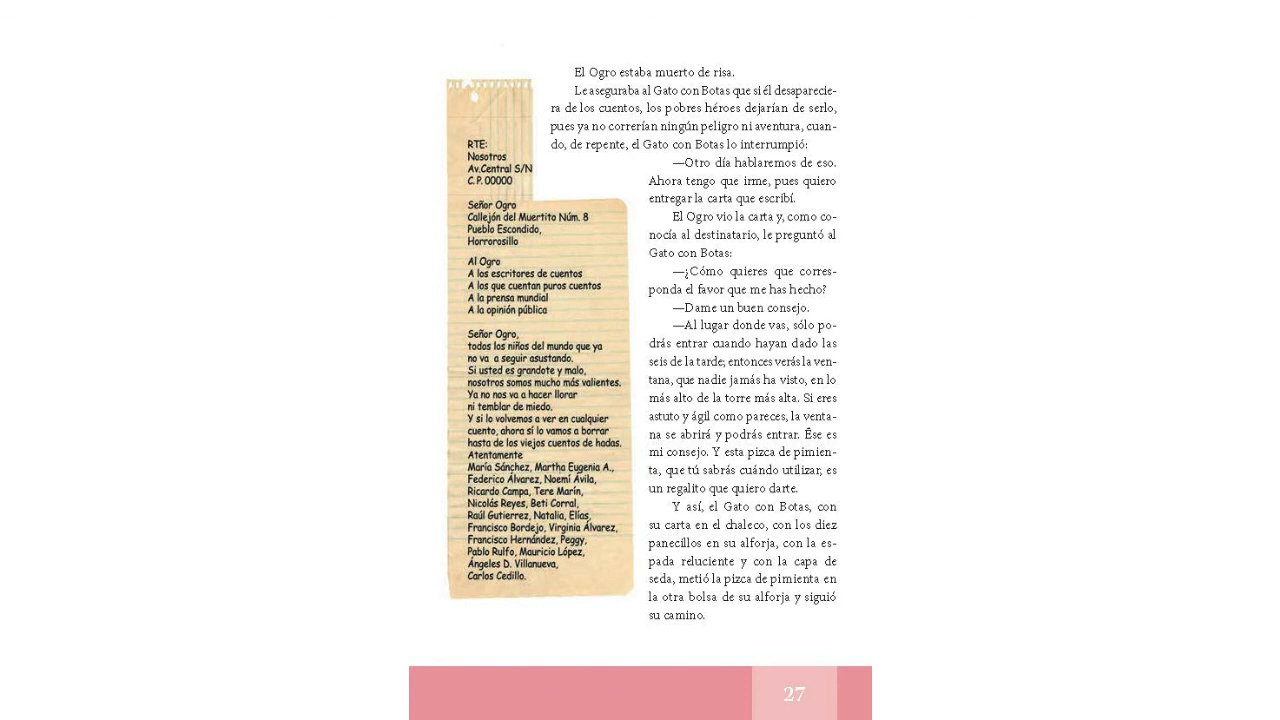 El Ogro estaba muerto de risa.
Le aseguraba al Gato con Botas que si él desaparecie-
ra de los cuentos, los pobres héroes dejarían de serlo,
pues ya no correrían ningún peligro ni aventura, cuan-
do, de repente, el Gato con Botas lo interrumpió:
—Otro día hablaremos de eso.
Ahora tengo que irme, pues quiero
entregar la carta que escribí.
El Ogro vio la carta y, como co-
nocía al destinatario, le preguntó al
Gato con Botas:
—¿Cómo quieres que corres-
ponda el favor que me has hecho?
—Dame un buen consejo.
—Al lugar donde vas, sólo po-
drás entrar cuando hayan dado las
seis de la tarde; entonces verás la ven-
tana, que nadie jamás ha visto, en lo
más alto de la torre más alta. Si eres
astuto y ágil como pareces, la venta-
na se abrirá y podrás entrar. Ése es
mi consejo. Y esta pizca de pimien-
ta, que tú sabrás cuándo utilizar, es
un regalito que quiero darte.
Y así, el Gato con Botas, con
su carta en el chaleco, con los diez
panecillos en su alforja, con la es-
pada reluciente y con la capa de
seda, metió la pizca de pimienta en
la otra bolsa de su alforja y siguió
su camino.
RTE:
Nosotros
Av.Central S/N
C.P. 00000
Señor Ogro
Callejón del Muertito Núm. 8
Pueblo Escondido,
Horrorosillo
Al Ogro
A los escritores de cuentos
A los que cuentan puros cuentos
A la prensa mundial
A la opinión pública
Señor Ogro,
todos los niños del mundo que ya
no va a seguir asustando.
Si usted es grandote y malo,
nosotros somos mucho más valientes.
Ya no nos va a hacer llorar
ni temblar de miedo.
Y si lo volvemos a ver en cualquier
cuento, ahora sí lo vamos a borrar
hasta de los viejos cuentos de hadas.
Atentamente
María Sánchez, Martha Eugenia A.,
Federico Álvarez, Noemí Ávila,
Ricardo Campa, Tere Marín,
Nicolás Reyes, Beti Corral,
Raúl Gutierrez, Natalia, Elías,
Francisco Bordejo, Virginia Álvarez,
Francisco Hernández, Peggy,
Pablo Rulfo, Mauricio López,
Ángeles D. Villanueva,
Carlos Cedillo.
27